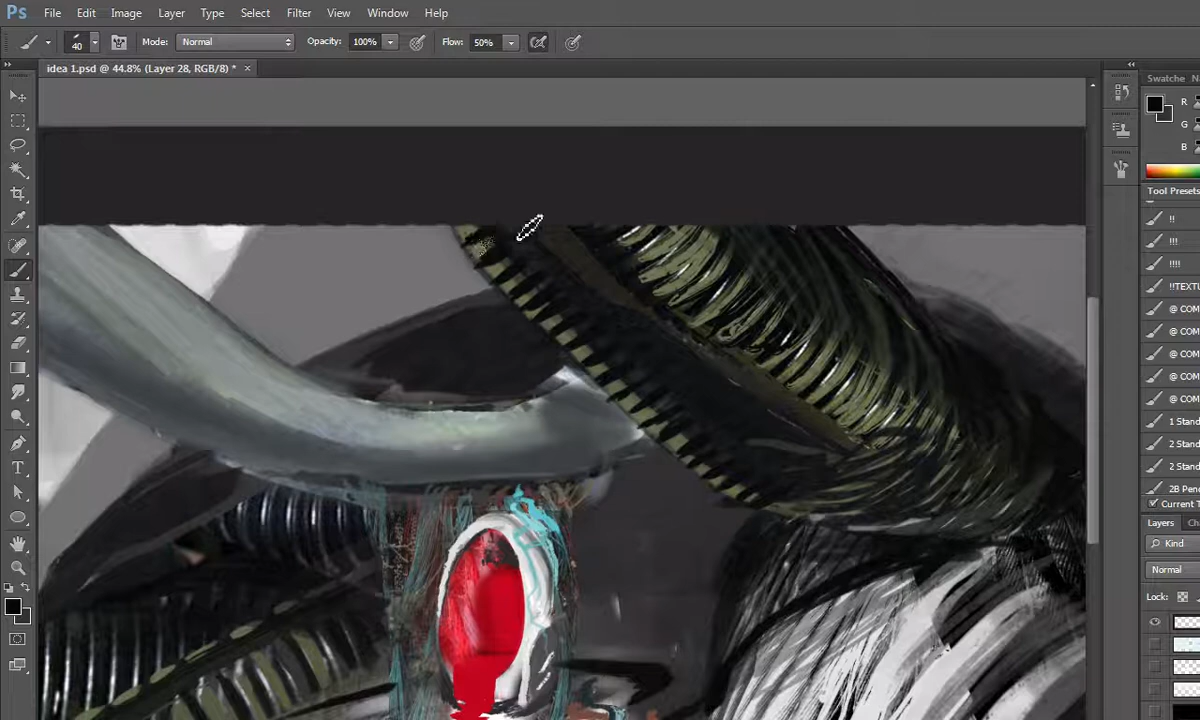 Ps File Edit Image Layer Type Select Filter View Window Help
40 Mode: Normal Opacity: 100% Flow: 50%
idea 1.psd @ 44.8% (Layer 28, RGB/8) * ×
Swatche
R
G
B
Tool Presets
!!
!!!
!!!!
!!TEXTU
@ COM
@ COM
@ COM
@ COM
@ COM
1 Stand
2 Stand
2 Stand
2B Penc
Current T
Layers Ch
Kind
Normal
Lock: